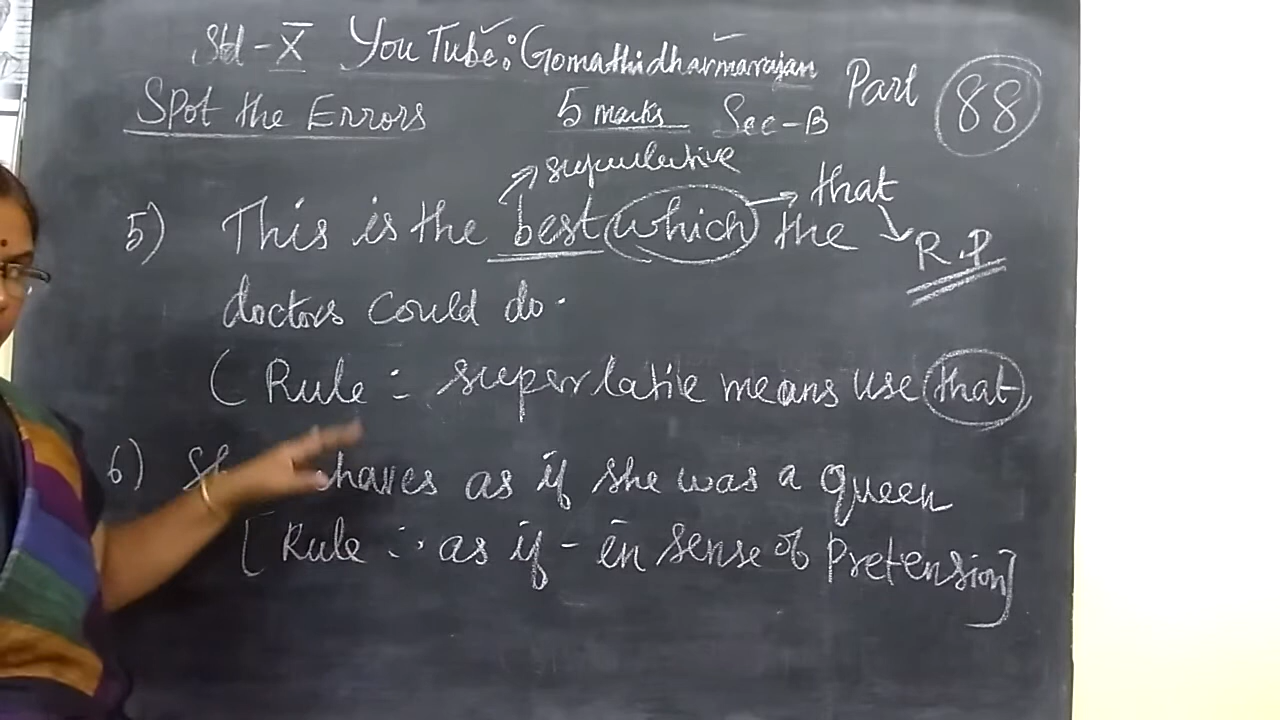 Std - X YouTube: Gomathidharmarajan Part 88
Spot the Errors 5 marks Sec-B
superlative
that
5) This is the best which the
R.P
doctors could do.
(Rule :- superlatie means use that)
6) as if she was a queen
[Rule :- as if - in sense of Pretension]